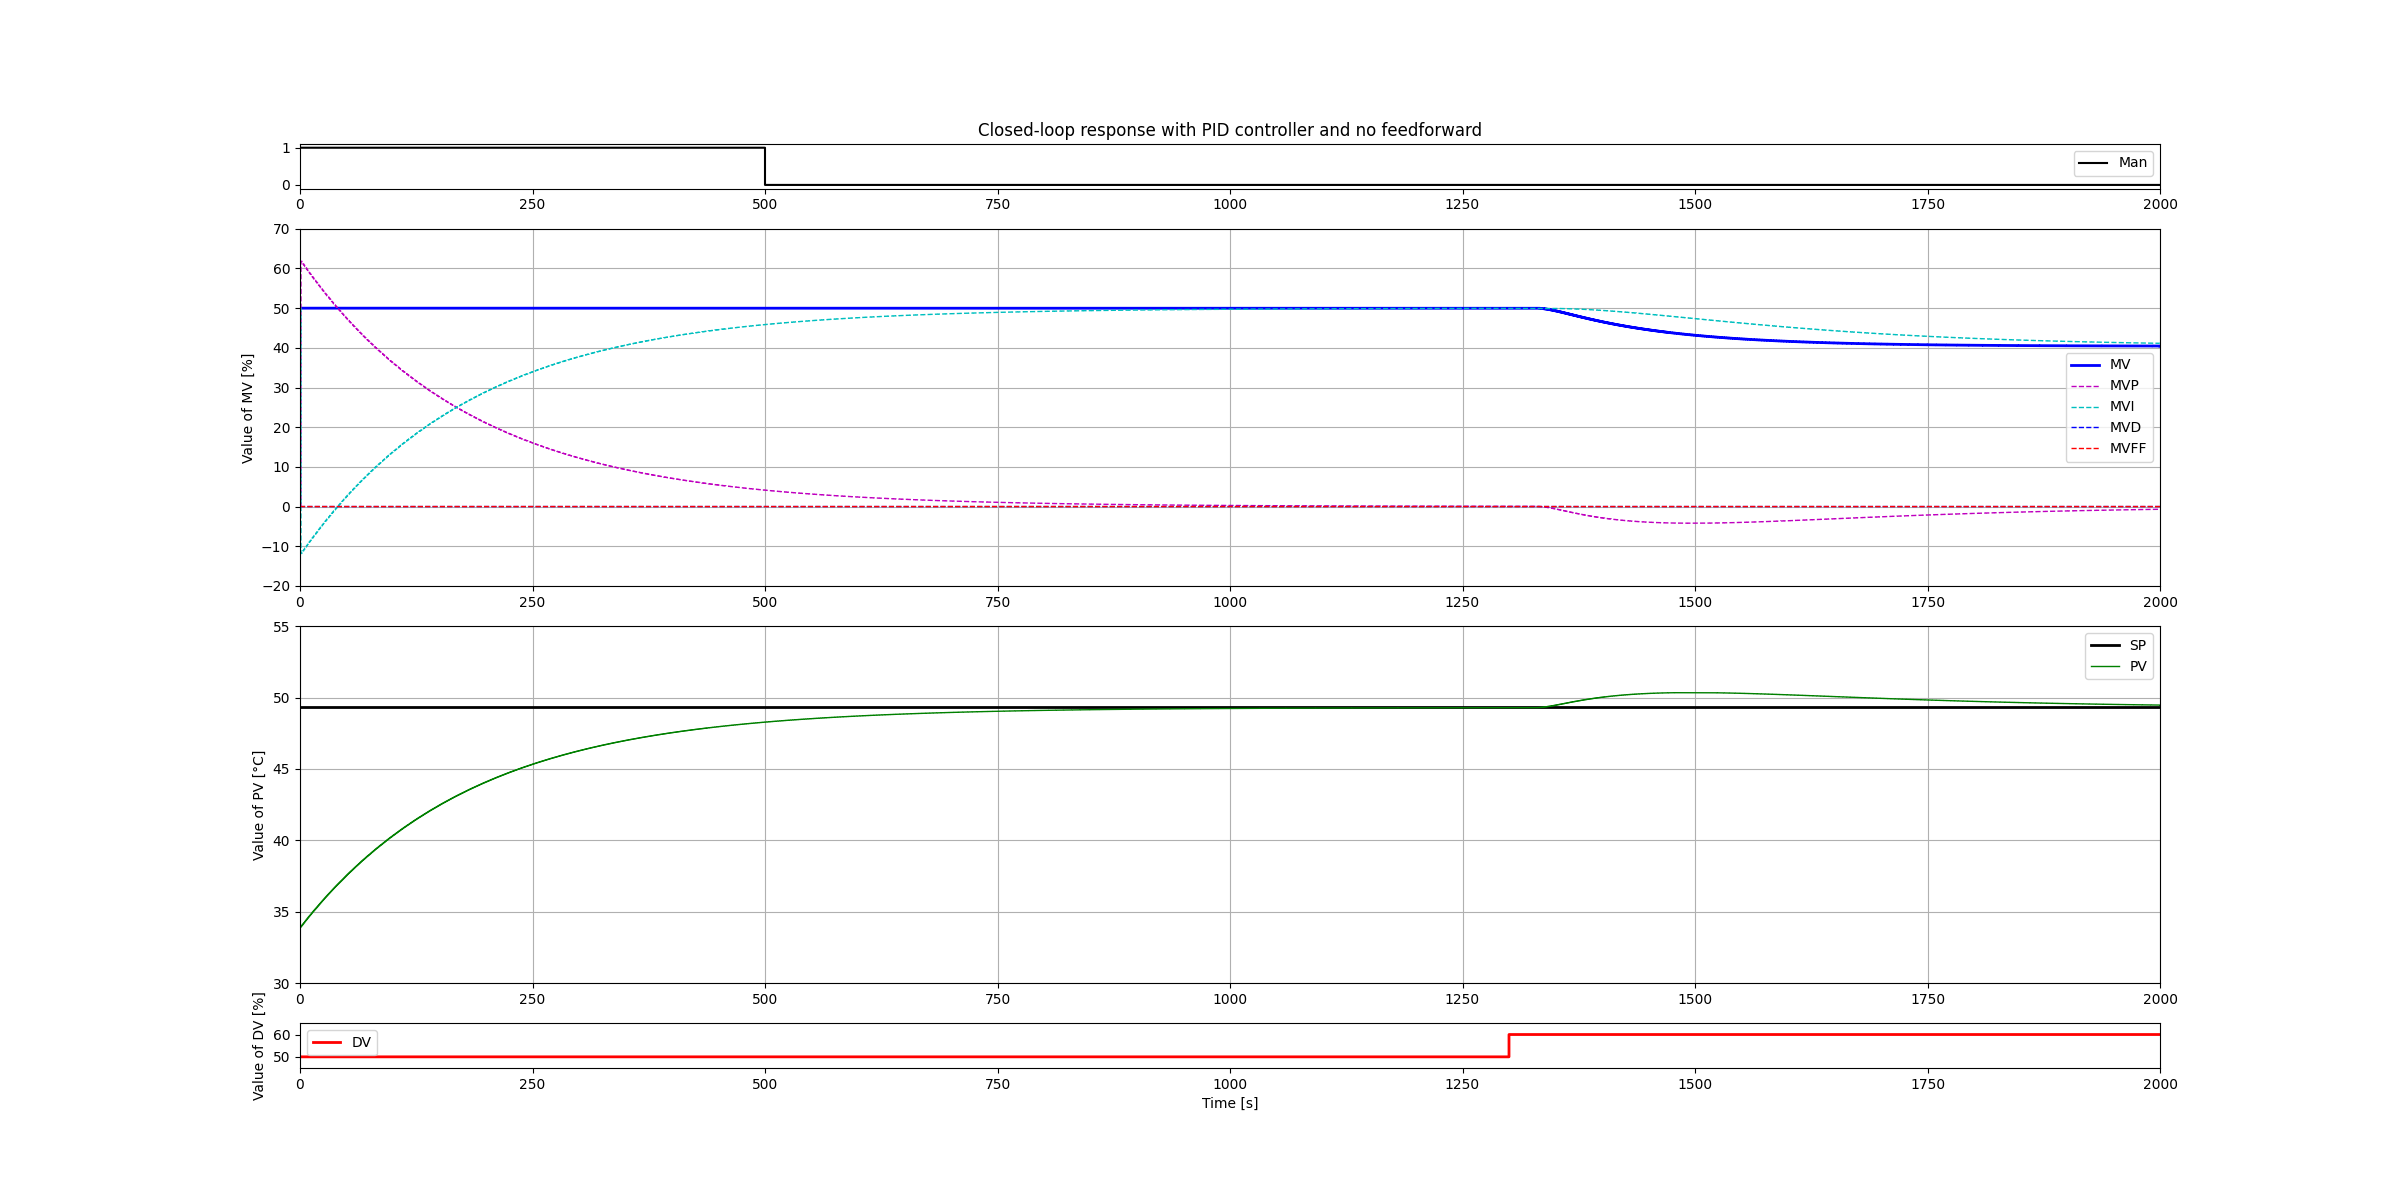 Closed-loop response with PID controller and no feedforward
1
0
Man
0 250 500 750 1000 1250 1500 1750 2000
Value of MV [%]
70
60
50
40
30
20
10
0
−10
−20
MV
MVP
MVI
MVD
MVFF
0 250 500 750 1000 1250 1500 1750 2000
Value of PV [°C]
55
50
45
40
35
30
SP
PV
0 250 500 750 1000 1250 1500 1750 2000
Value of DV [%]
60
50
DV
0 250 500 750 1000 1250 1500 1750 2000
Time [s]